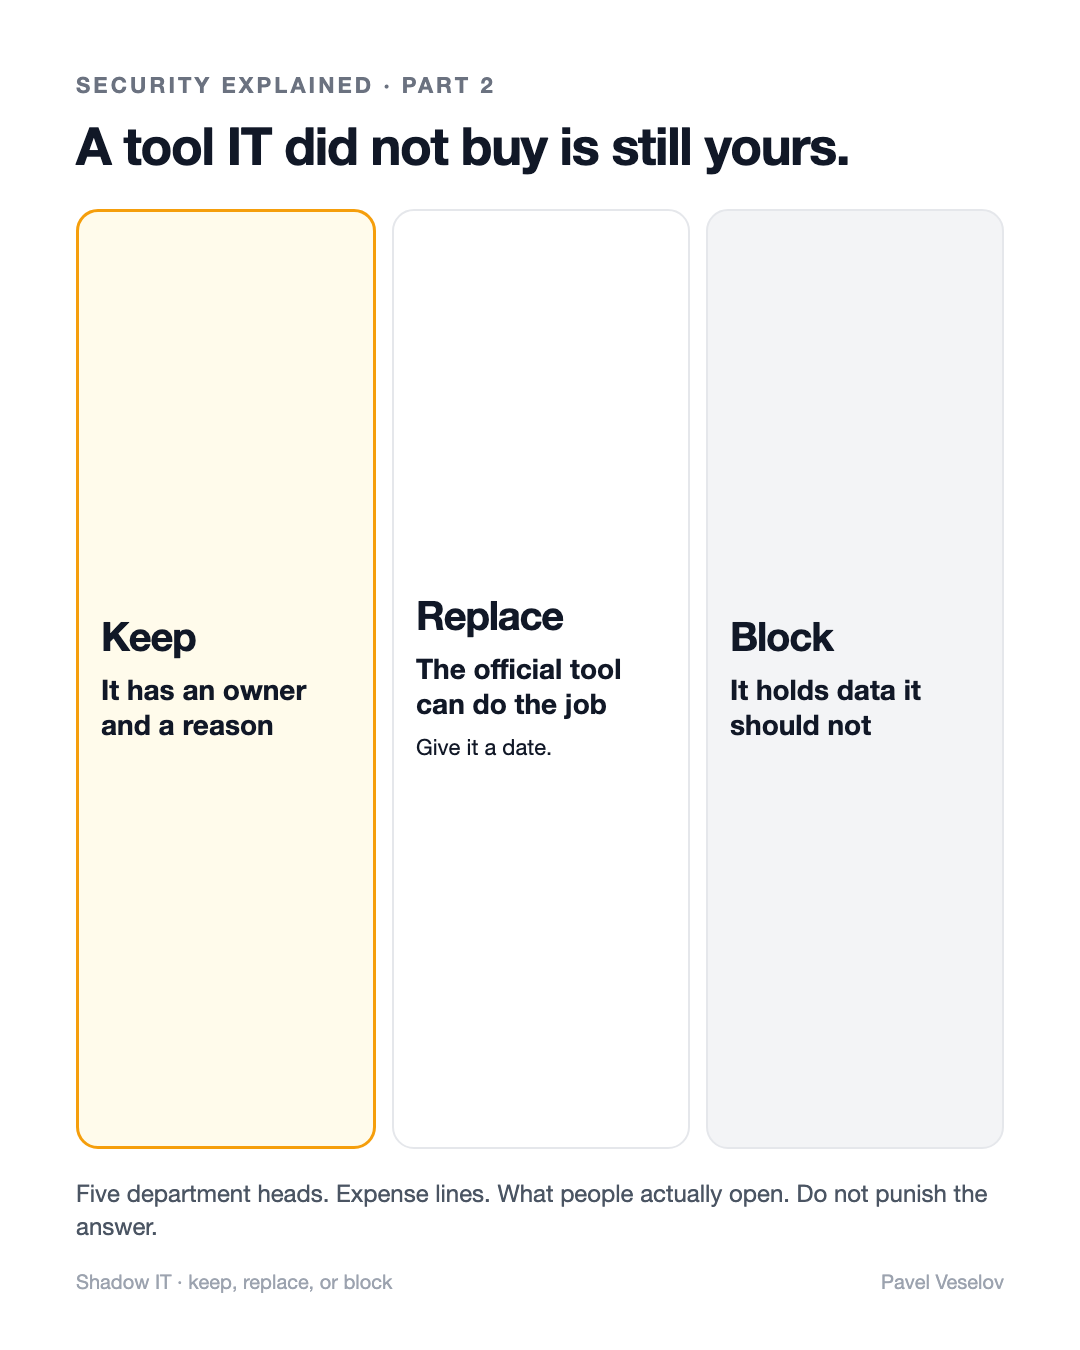 SECURITY EXPLAINED · PART 2
A tool IT did not buy is still yours.
Keep
It has an owner
and a reason
Replace
The official tool
can do the job
Give it a date.
Block
It holds data it
should not
Five department heads. Expense lines. What people actually open. Do not punish the
answer.
Shadow IT · keep, replace, or block
Pavel Veselov